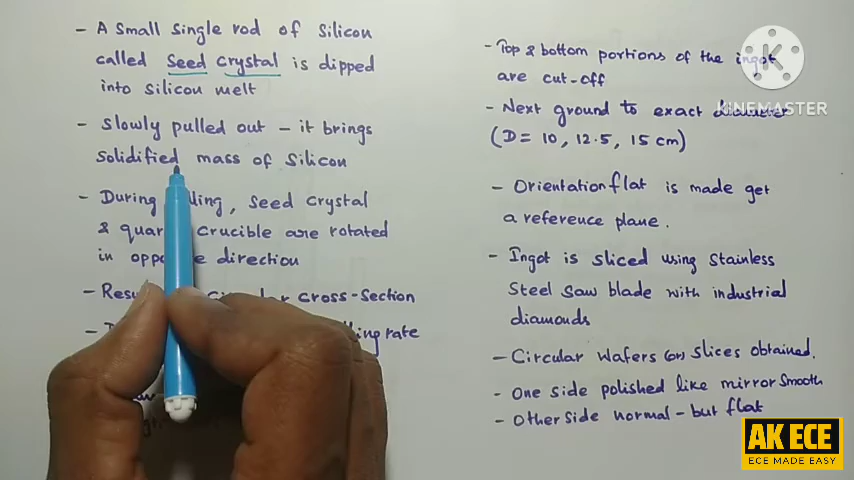 - A small single rod of Silicon
called Seed crystal is dipped
into silicon melt
- slowly pulled out - it brings
solidified mass of silicon
- During , seed crystal
& crucible are rotated
in direction
- cross-section
rate
- Top & bottom portions of the ingot
are cut-off
- Next ground to exact diameter
(D = 10, 12.5, 15 cm)
- Orientation flat is made get
a reference plane.
- Ingot is sliced using stainless
steel saw blade with industrial
diamonds
- Circular wafers (or) slices obtained.
- One side polished like mirror smooth
- Other side normal - but flat
KINEMASTER
AK ECE
ECE MADE EASY